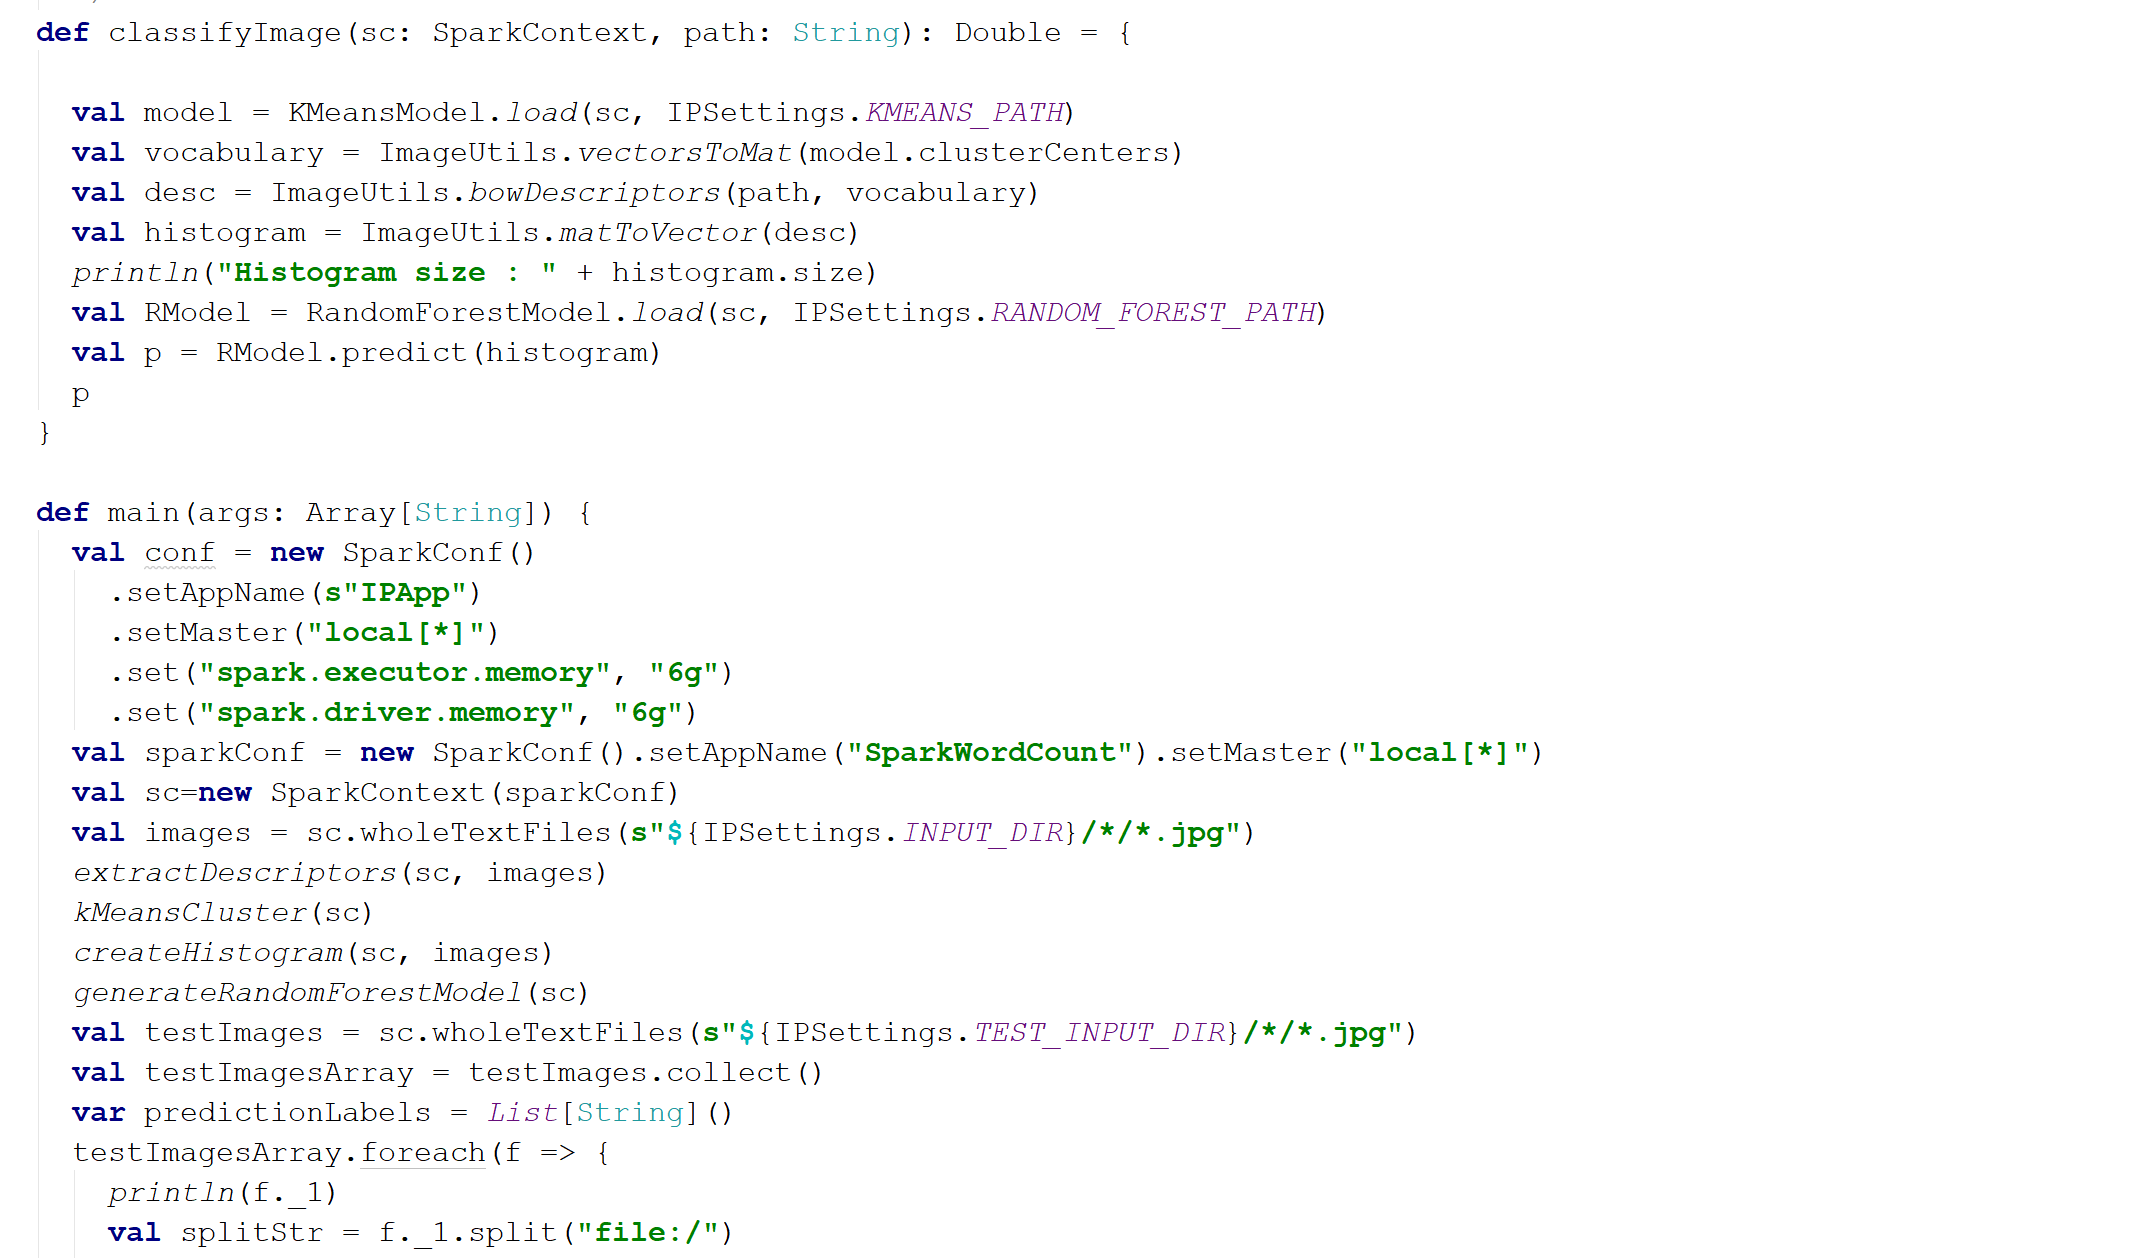 def classifyImage(sc: SparkContext, path: String): Double = {
val model = KMeansModel.load(sc, IPSettings.KMEANS_PATH)
val vocabulary = ImageUtils.vectorsToMat(model.clusterCenters)
val desc = ImageUtils.bowDescriptors(path, vocabulary)
val histogram = ImageUtils.matToVector(desc)
println("Histogram size : " + histogram.size)
val RModel = RandomForestModel.load(sc, IPSettings.RANDOM_FOREST_PATH)
val p = RModel.predict(histogram)
p
}
def main(args: Array[String]) {
val conf = new SparkConf()
.setAppName(s"IPApp")
.setMaster("local[*]")
.set("spark.executor.memory", "6g")
.set("spark.driver.memory", "6g")
val sparkConf = new SparkConf().setAppName("SparkWordCount").setMaster("local[*]")
val sc=new SparkContext(sparkConf)
val images = sc.wholeTextFiles(s"${IPSettings.INPUT_DIR}/*/*.jpg")
extractDescriptors(sc, images)
kMeansCluster(sc)
createHistogram(sc, images)
generateRandomForestModel(sc)
val testImages = sc.wholeTextFiles(s"${IPSettings.TEST_INPUT_DIR}/*/*.jpg")
val testImagesArray = testImages.collect()
var predictionLabels = List[String]()
testImagesArray.foreach(f => {
println(f._1)
val splitStr = f._1.split("file:/")